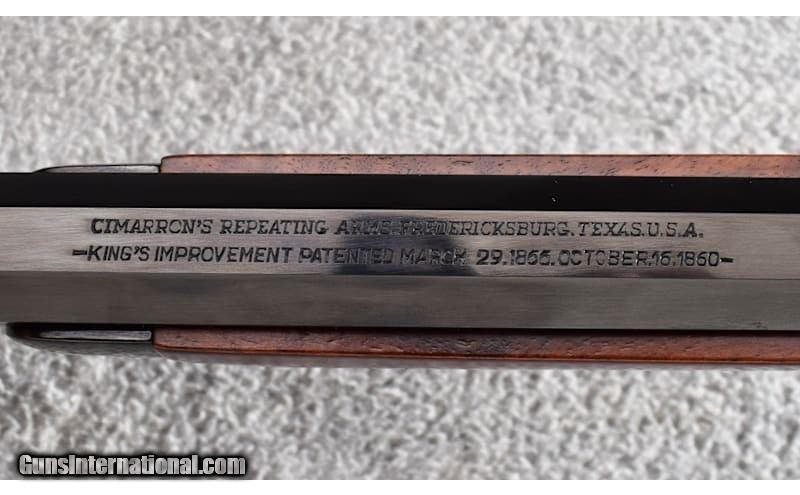 CIMARRON'S REPEATING ARMS-FREDERICKSBURG. TEXAS.U.S.A.
-KING'S IMPROVEMENT PATENTED MARCH 29.1866.OCTOBER.16.1860-
GunsInternational.com